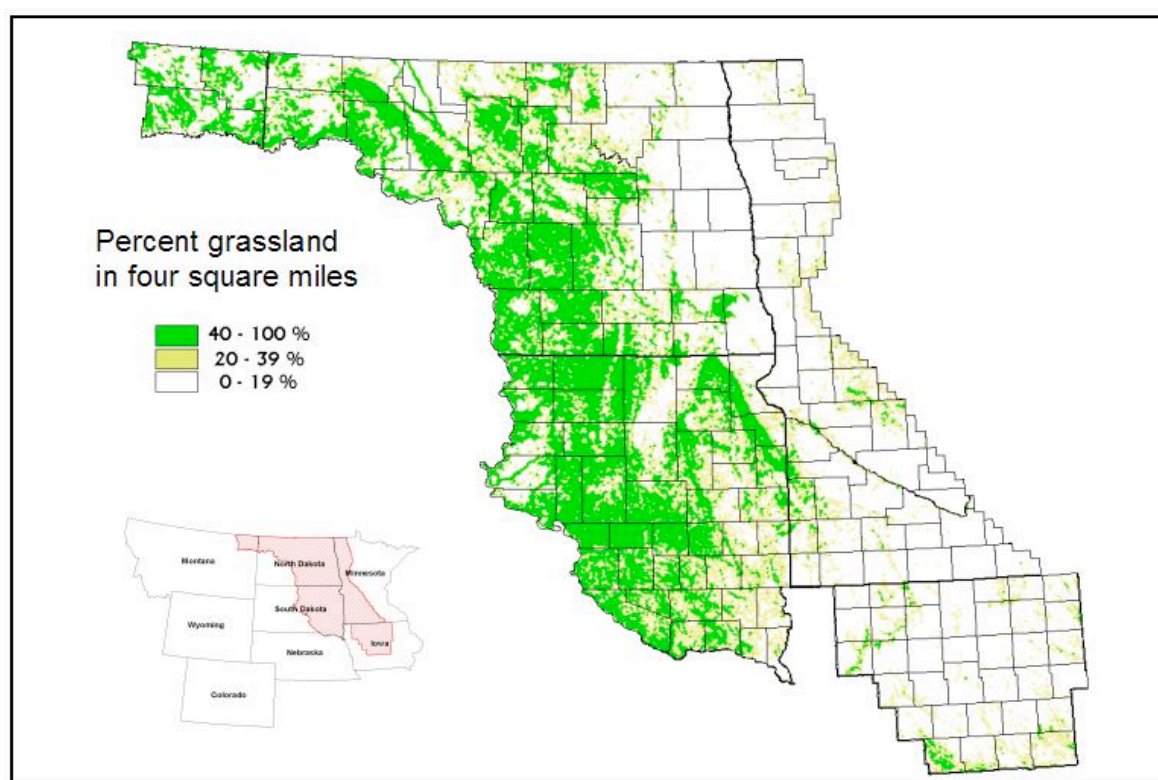 Percent grassland
in four square miles
40 - 100 %
20 - 39 %
0 - 19 %
Montana
North Dakota
Minnesota
South Dakota
Wyoming
Iowa
Nebraska
Colorado